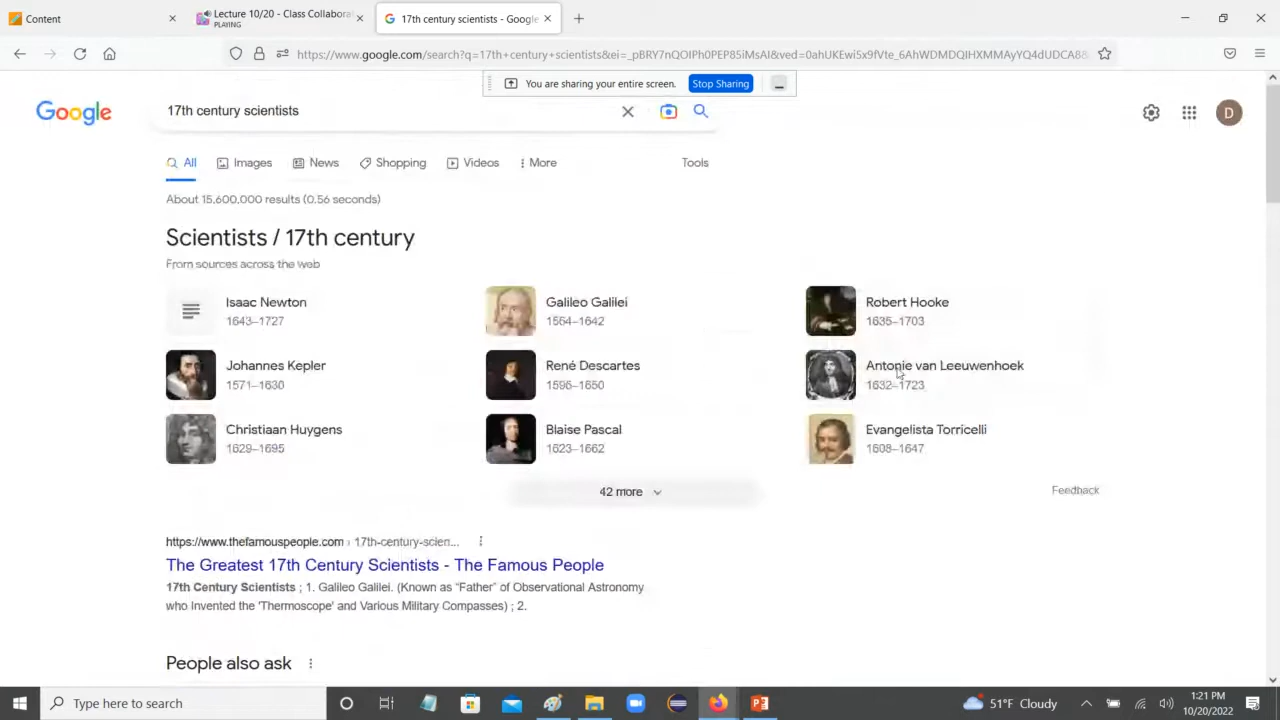 Content
Lecture 10/20 - Class Collabora
PLAYING
17th century scientists - Google
https://www.google.com/search?q=17th+century+scientists&ei=
You are sharing your entire screen.
Stop Sharing
Google
17th century scientists
D
All
Images
News
Shopping
Videos
More
Tools
About 15,600,000 results (0.56 seconds)
Scientists / 17th century
From sources across the web
Isaac Newton
1643–1727
Galileo Galilei
1564–1642
Robert Hooke
1635–1703
Johannes Kepler
1571–1630
René Descartes
1596–1650
Antonie van Leeuwenhoek
1632–1723
Christiaan Huygens
1629–1695
Blaise Pascal
1623–1662
Evangelista Torricelli
1608–1647
42 more
Feedback
https://www.thefamouspeople.com › 17th-century-scien...
The Greatest 17th Century Scientists - The Famous People
17th Century Scientists ; 1. Galileo Galilei. (Known as “Father” of Observational Astronomy
who Invented the 'Thermoscope' and Various Military Compasses) ; 2.
People also ask
Type here to search
51°F Cloudy
1:21 PM
10/20/2022